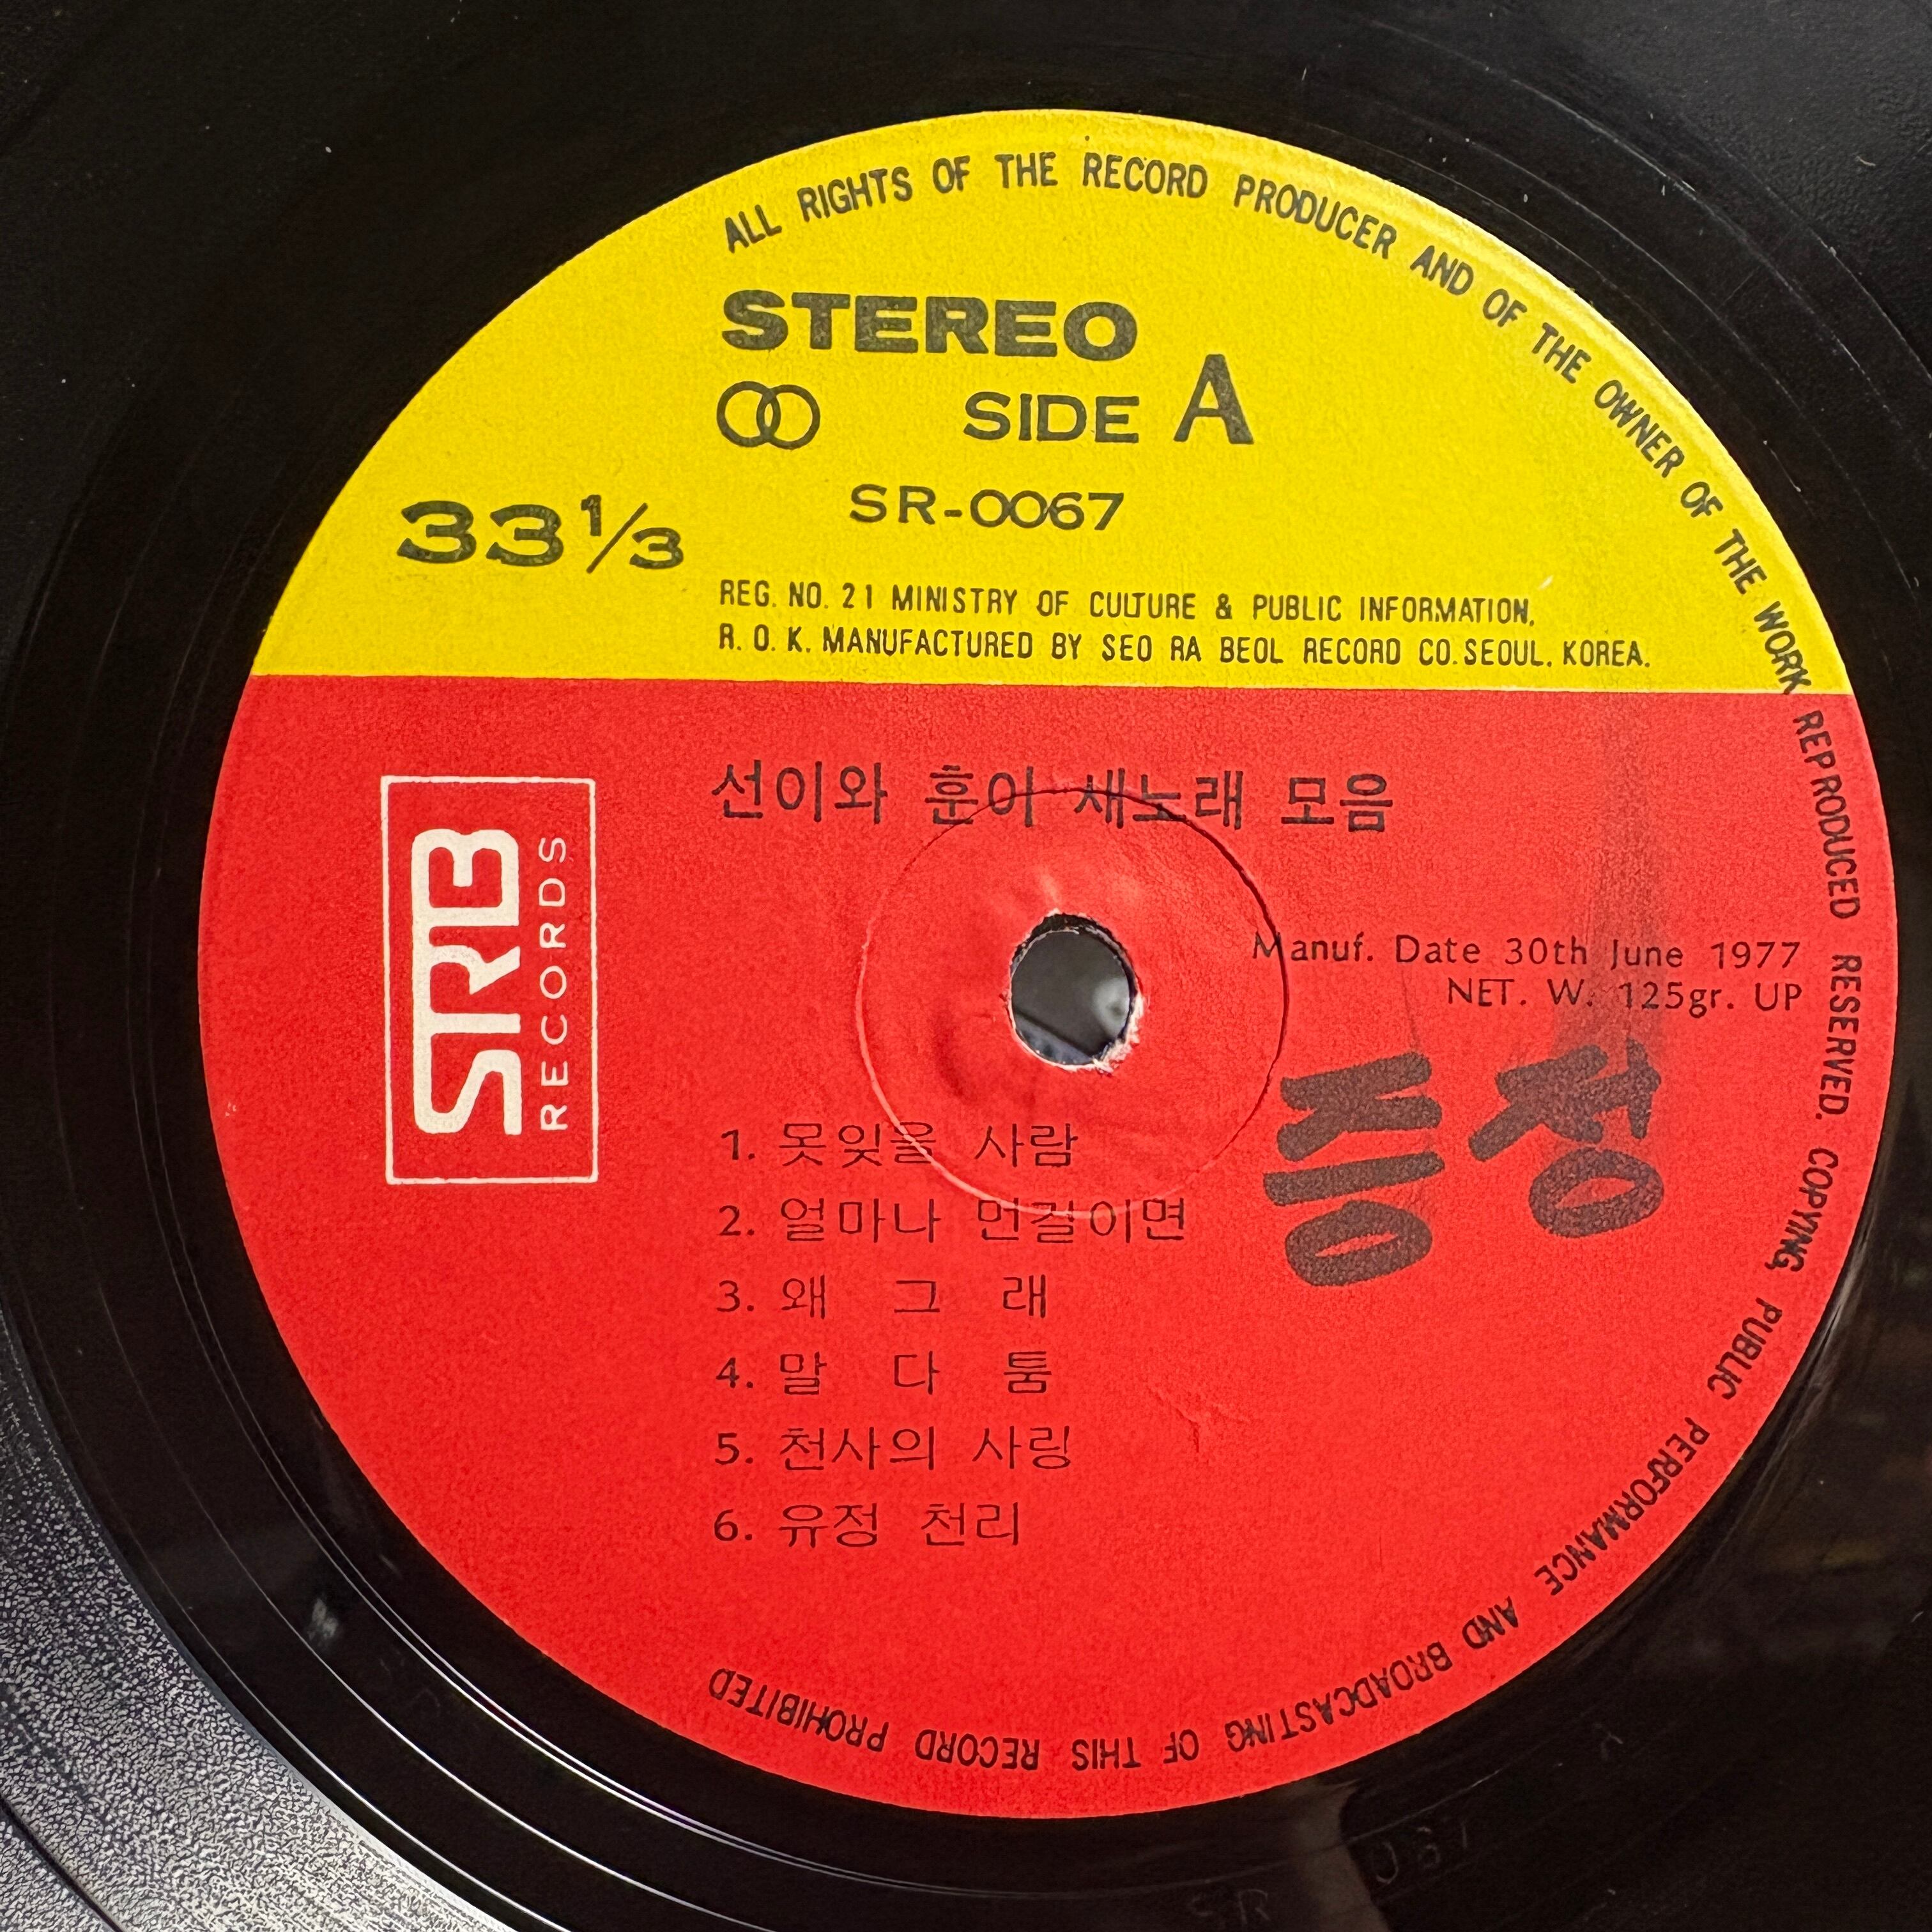 ALL RIGHTS OF THE RECORD PRODUCER AND OF THE OWNER OF THE WORK REPRODUCED RESERVED. COPYING, PUBLIC PERFORMANCE AND BROADCASTING OF THIS RECORD PROHIBITED
STEREO
SIDE A
SR-0067
33 1/3
REG. NO. 21 MINISTRY OF CULTURE & PUBLIC INFORMATION.
R. O. K. MANUFACTURED BY SEO RA BEOL RECORD CO. SEOUL. KOREA.
선이와 훈이 새노래 모음
SRB
RECORDS
Manuf. Date 30th June 1977
NET. W. 125gr. UP
증정
1. 못잊을 사람
2. 얼마나 먼길이면
3. 왜 그 래
4. 말 다 툼
5. 천사의 사링
6. 유정 천리